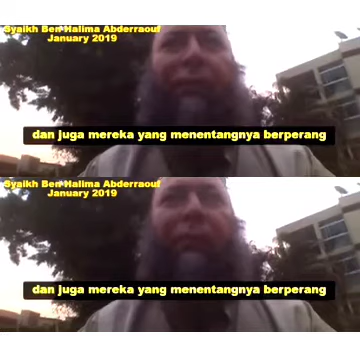 Syaikh Ben Halima Abderraouf
January 2019
dan juga mereka yang menentangnya berperang
Syaikh Ben Halima Abderraouf
January 2019
dan juga mereka yang menentangnya berperang